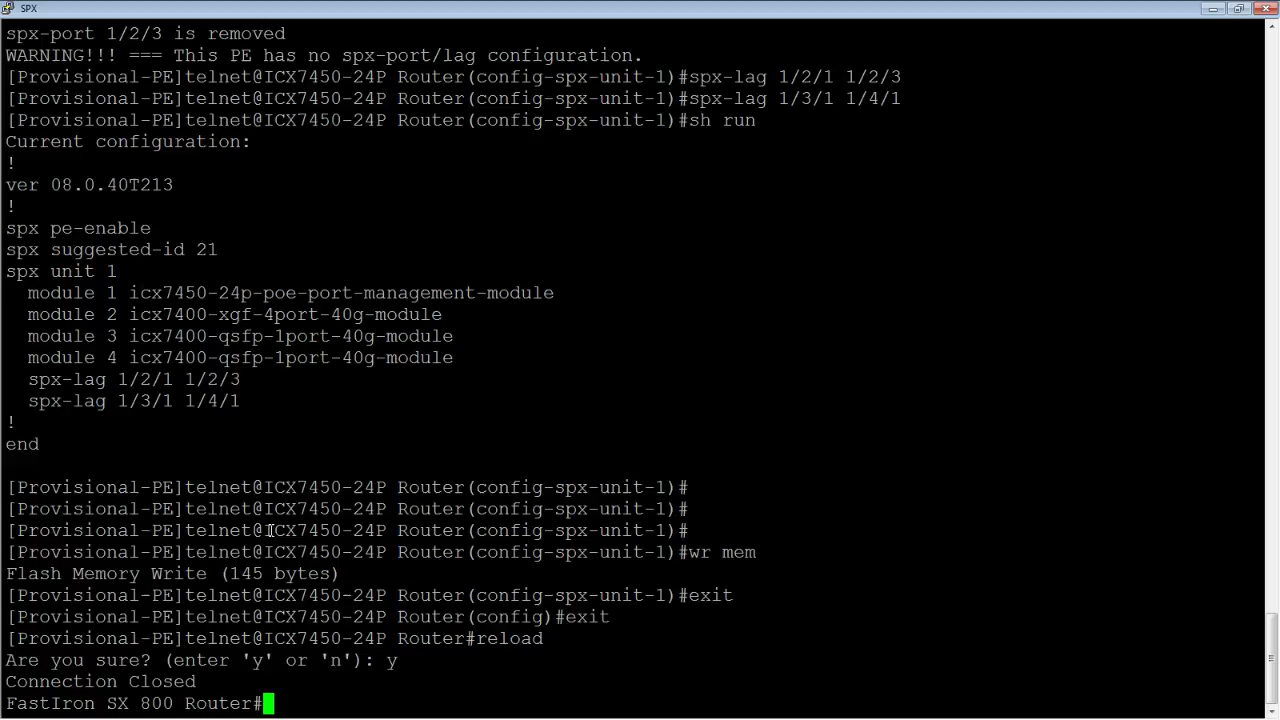 SPX
spx-port 1/2/3 is removed
WARNING!!! === This PE has no spx-port/lag configuration.
[Provisional-PE]telnet@ICX7450-24P Router(config-spx-unit-1)#spx-lag 1/2/1 1/2/3
[Provisional-PE]telnet@ICX7450-24P Router(config-spx-unit-1)#spx-lag 1/3/1 1/4/1
[Provisional-PE]telnet@ICX7450-24P Router(config-spx-unit-1)#sh run
Current configuration:
!
ver 08.0.40T213
!
spx pe-enable
spx suggested-id 21
spx unit 1
  module 1 icx7450-24p-poe-port-management-module
  module 2 icx7400-xgf-4port-40g-module
  module 3 icx7400-qsfp-1port-40g-module
  module 4 icx7400-qsfp-1port-40g-module
  spx-lag 1/2/1 1/2/3
  spx-lag 1/3/1 1/4/1
!
end
[Provisional-PE]telnet@ICX7450-24P Router(config-spx-unit-1)#
[Provisional-PE]telnet@ICX7450-24P Router(config-spx-unit-1)#
[Provisional-PE]telnet@ICX7450-24P Router(config-spx-unit-1)#
[Provisional-PE]telnet@ICX7450-24P Router(config-spx-unit-1)#wr mem
Flash Memory Write (145 bytes)
[Provisional-PE]telnet@ICX7450-24P Router(config-spx-unit-1)#exit
[Provisional-PE]telnet@ICX7450-24P Router(config)#exit
[Provisional-PE]telnet@ICX7450-24P Router#reload
Are you sure? (enter 'y' or 'n'): y
Connection Closed
FastIron SX 800 Router#